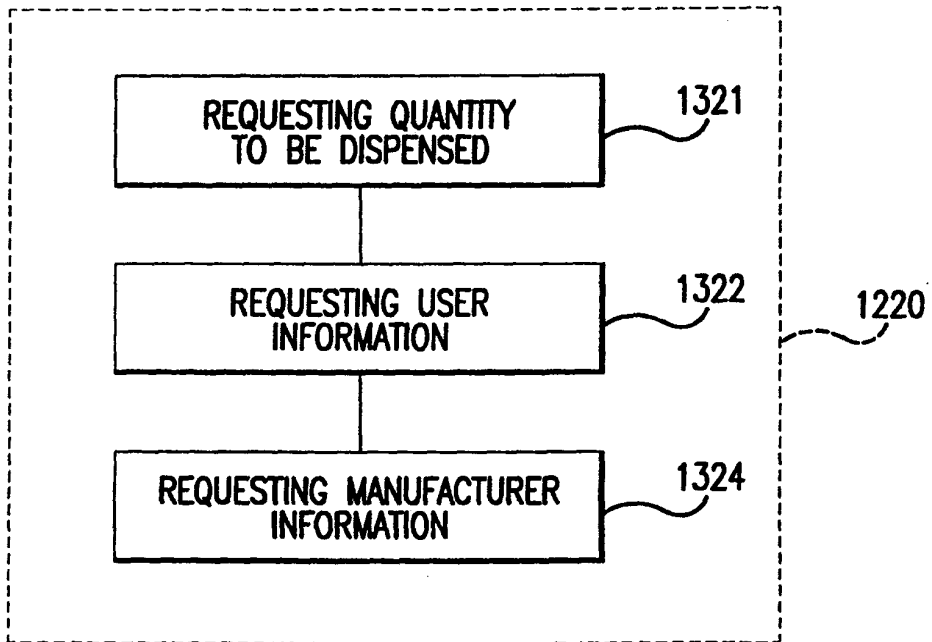 REQUESTING QUANTITY
TO BE DISPENSED
1321
REQUESTING USER
INFORMATION
1322
1220
REQUESTING MANUFACTURER
INFORMATION
1324